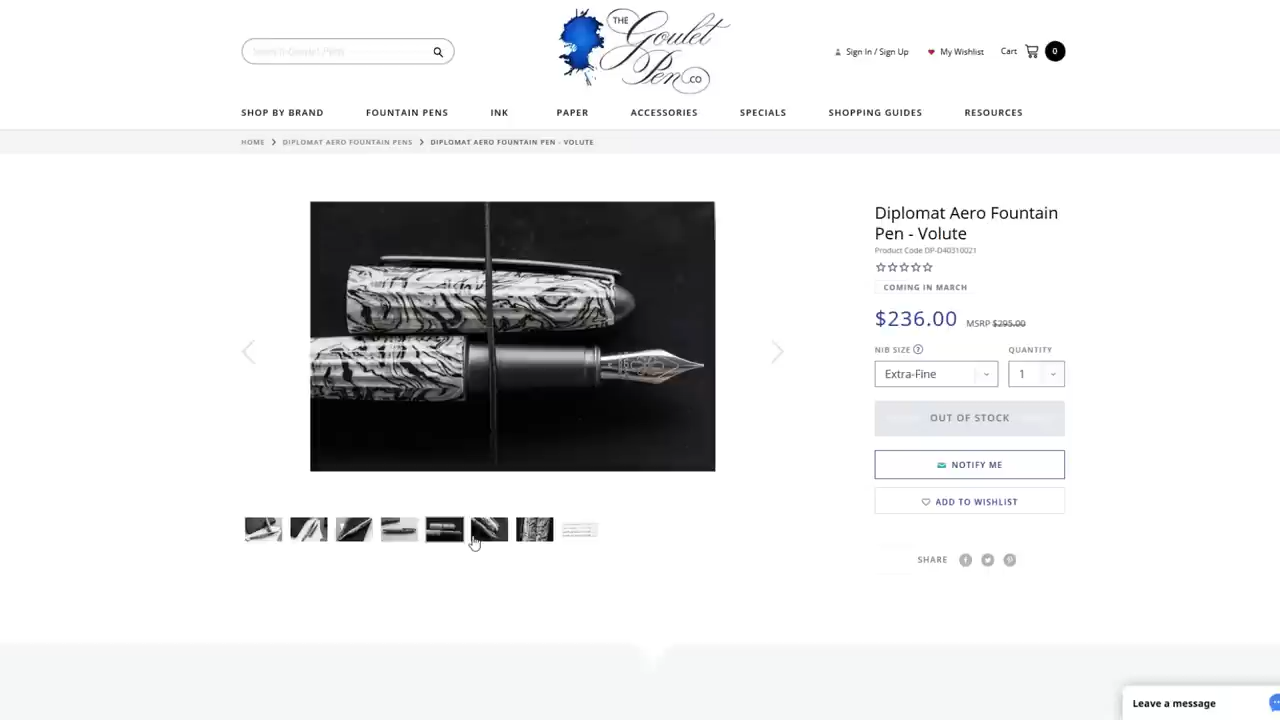 THE
Goulet
Pen CO
Sign In / Sign Up
My Wishlist
Cart
0
SHOP BY BRAND
FOUNTAIN PENS
INK
PAPER
ACCESSORIES
SPECIALS
SHOPPING GUIDES
RESOURCES
HOME > DIPLOMAT AERO FOUNTAIN PENS > DIPLOMAT AERO FOUNTAIN PEN - VOLUTE
Diplomat Aero Fountain
Pen - Volute
Product Code DP-D40310021
COMING IN MARCH
$236.00 MSRP $295.00
NIB SIZE ?
QUANTITY
Extra-Fine
1
OUT OF STOCK
NOTIFY ME
ADD TO WISHLIST
SHARE
Leave a message